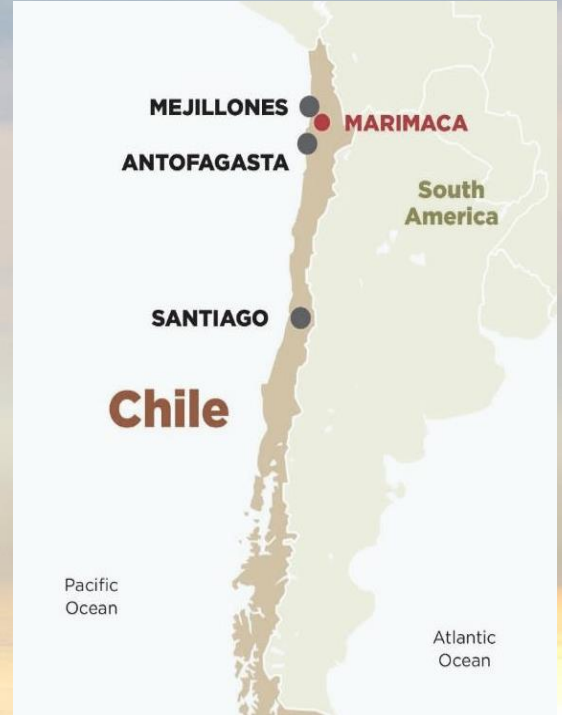 MEJILLONES
MARIMACA
ANTOFAGASTA
South
America
SANTIAGO
Chile
Pacific
Ocean
Atlantic
Ocean